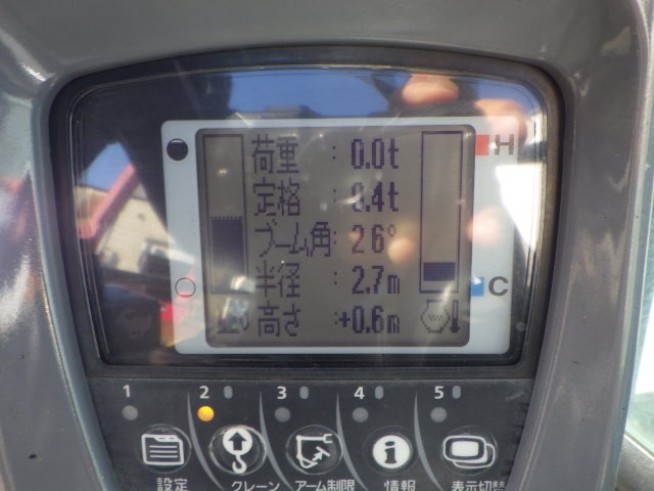 荷重 : 0.0t
H
定格 : 0.4t
ブーム角: 26°
半径 : 2.7m
C
高さ :+0.6m
1 2 3 4 5
設定 クレーン アーム制限 情報 表示切替